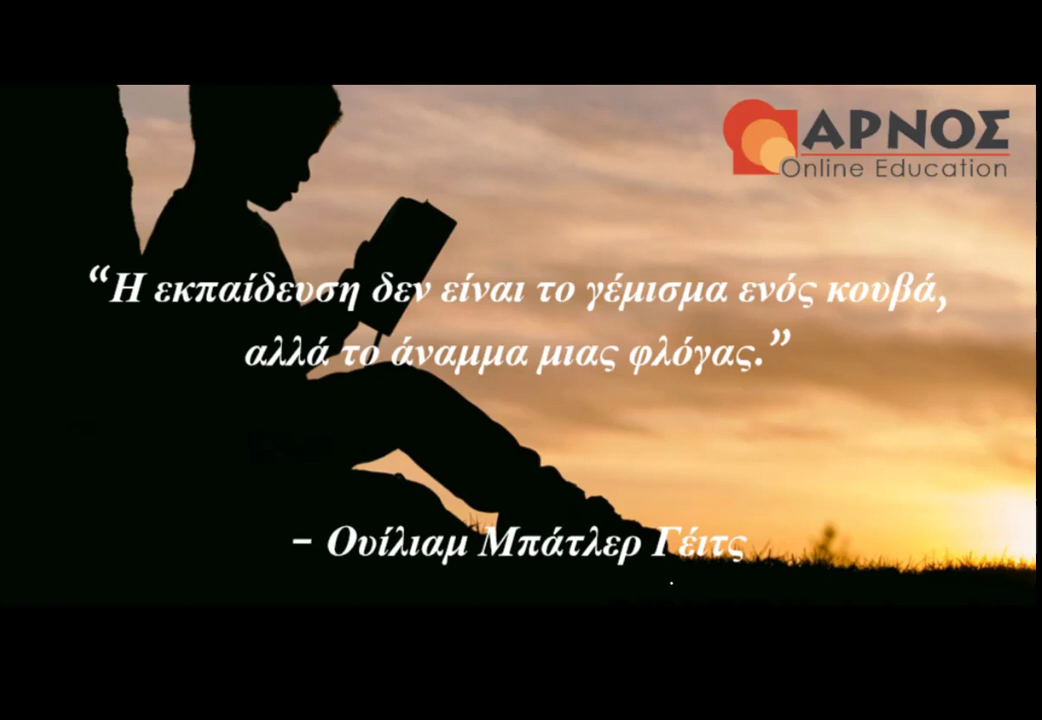 ΑΡΝΟΣ
Online Education
“Η εκπαίδευση δεν είναι το γέμισμα ενός κουβά,
αλλά το άναμμα μιας φλόγας.”
– Ουίλιαμ Μπάτλερ Γέιτς
.